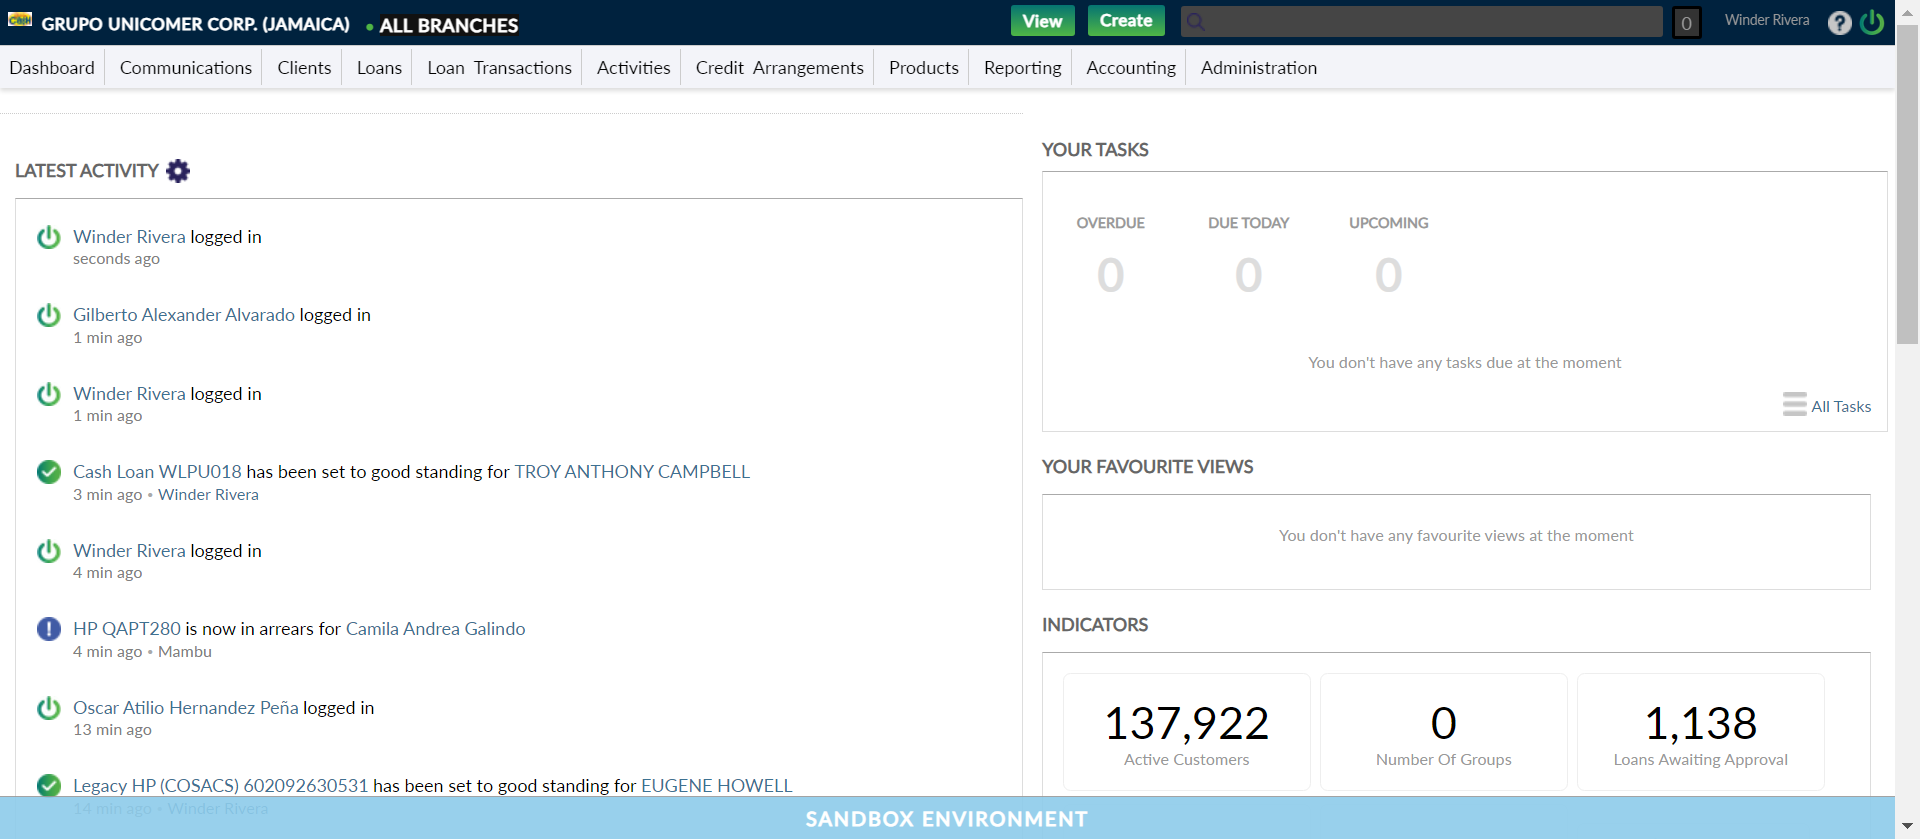 Cash GRUPO UNICOMER CORP. (JAMAICA) • ALL BRANCHES View Create 0 Winder Rivera ?
Dashboard Communications Clients Loans Loan Transactions Activities Credit Arrangements Products Reporting Accounting Administration
LATEST ACTIVITY
Winder Rivera logged in
seconds ago
Gilberto Alexander Alvarado logged in
1 min ago
Winder Rivera logged in
1 min ago
Cash Loan WLPU018 has been set to good standing for TROY ANTHONY CAMPBELL
3 min ago • Winder Rivera
Winder Rivera logged in
4 min ago
HP QAPT280 is now in arrears for Camila Andrea Galindo
4 min ago • Mambu
Oscar Atilio Hernandez Peña logged in
13 min ago
Legacy HP (COSACS) 602092630531 has been set to good standing for EUGENE HOWELL
14 min ago • Winder Rivera
YOUR TASKS
OVERDUE DUE TODAY UPCOMING
0 0 0
You don't have any tasks due at the moment
All Tasks
YOUR FAVOURITE VIEWS
You don't have any favourite views at the moment
INDICATORS
137,922 0 1,138
Active Customers Number Of Groups Loans Awaiting Approval
SANDBOX ENVIRONMENT